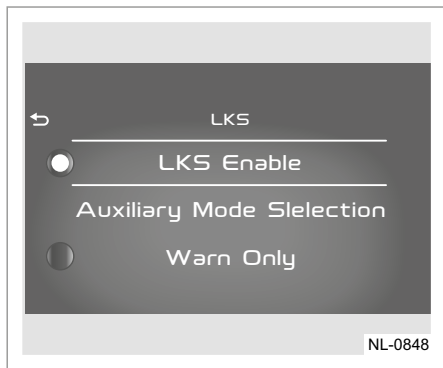 LKS
LKS Enable
Auxiliary Mode Slelection
Warn Only
NL-0848